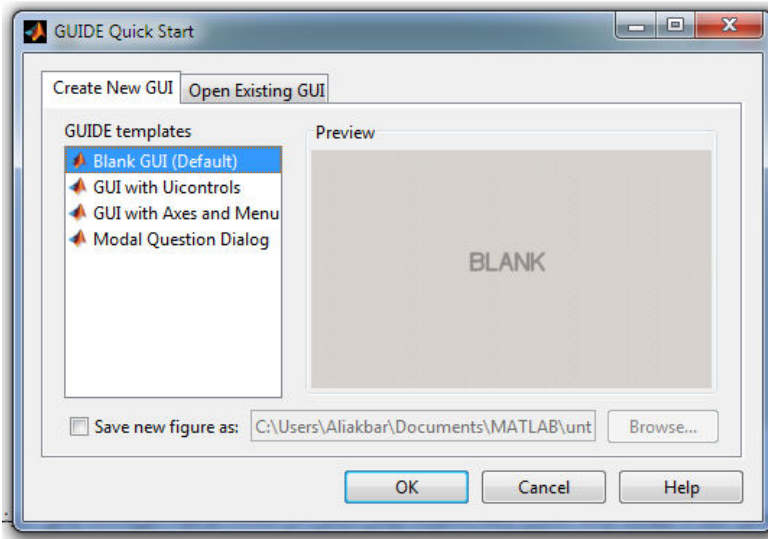 GUIDE Quick Start
Create New GUI
Open Existing GUI
GUIDE templates
Blank GUI (Default)
GUI with Uicontrols
GUI with Axes and Menu
Modal Question Dialog
Preview
BLANK
Save new figure as:
C:\Users\Aliakbar\Documents\MATLAB\unt
Browse...
OK
Cancel
Help